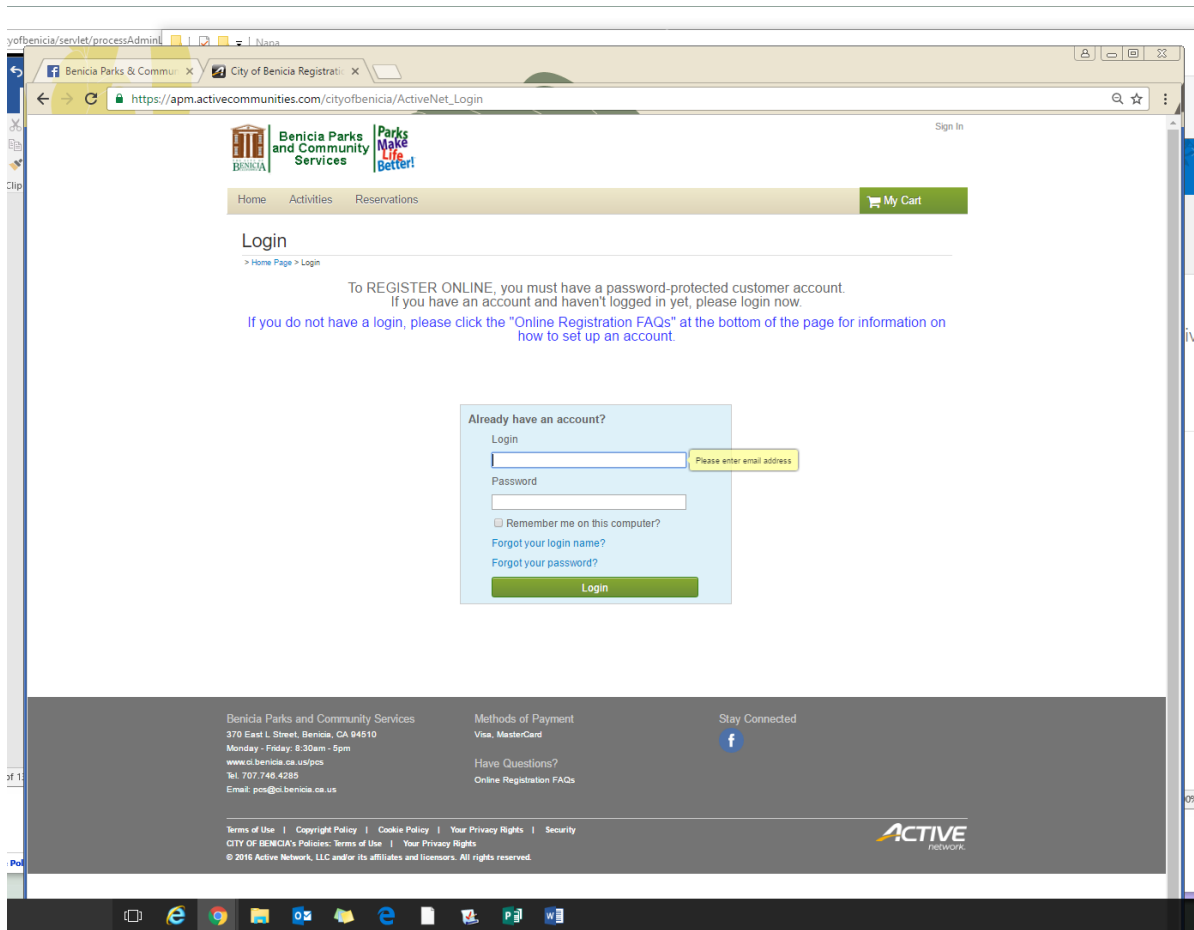 yofbenicia/servlet/processAdminL
Nana
Benicia Parks & Commur
City of Benicia Registratic
https://apm.activecommunities.com/cityofbenicia/ActiveNet_Login
Clip
Benicia Parks
and Community
Services
BENICIA
Parks
Make
Life
Better!
Sign In
Home Activities Reservations
My Cart
Login
> Home Page > Login
To REGISTER ONLINE, you must have a password-protected customer account.
If you have an account and haven't logged in yet, please login now.
If you do not have a login, please click the "Online Registration FAQs" at the bottom of the page for information on
how to set up an account.
Already have an account?
Login
Please enter email address
Password
Remember me on this computer?
Forgot your login name?
Forgot your password?
Login
Benicia Parks and Community Services
370 East L Street, Benicia, CA 94510
Monday - Friday: 8:30am - 5pm
www.ci.benicia.ca.us/pcs
Tel. 707.746.4285
Email: pcs@ci.benicia.ca.us
Methods of Payment
Visa, MasterCard
Have Questions?
Online Registration FAQs
Stay Connected
of 13
Terms of Use | Copyright Policy | Cookie Policy | Your Privacy Rights | Security
CITY OF BENICIA's Policies: Terms of Use | Your Privacy Rights
© 2016 Active Network, LLC and/or its affiliates and licensors. All rights reserved.
ACTIVE
network.
Pol